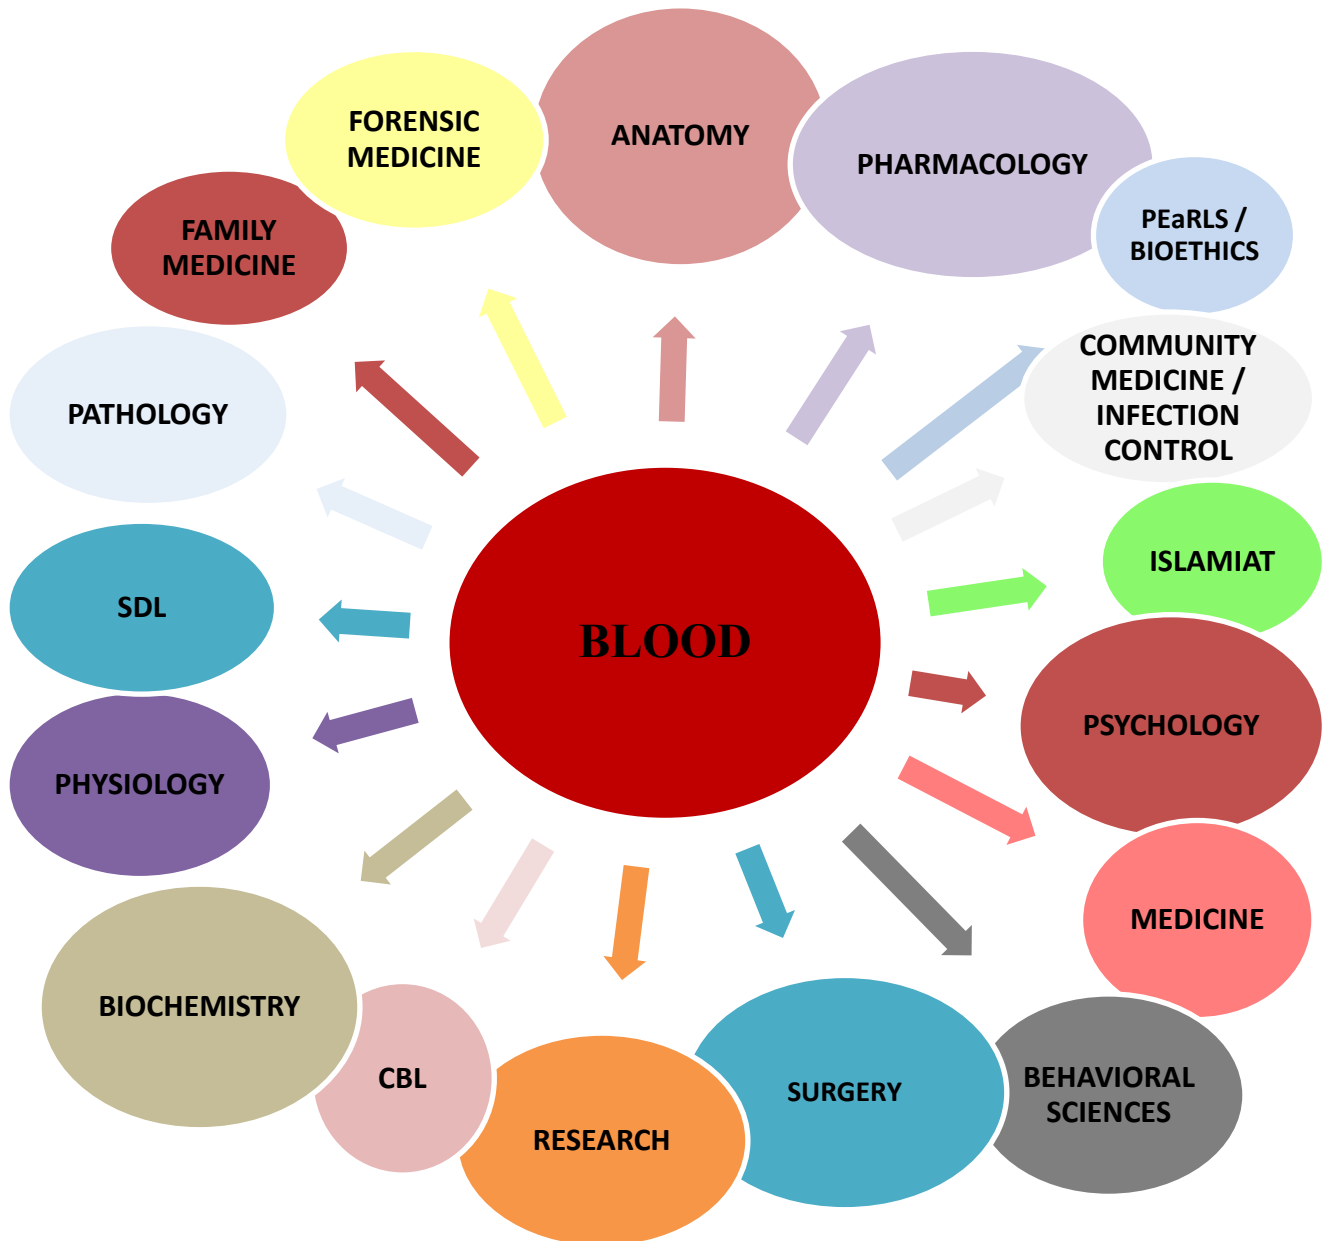 FORENSIC
MEDICINE
ANATOMY
PHARMACOLOGY
PEaRLS /
BIOETHICS
FAMILY
MEDICINE
COMMUNITY
MEDICINE /
INFECTION
CONTROL
PATHOLOGY
ISLAMIAT
SDL
BLOOD
PSYCHOLOGY
PHYSIOLOGY
MEDICINE
BIOCHEMISTRY
CBL
RESEARCH
SURGERY
BEHAVIORAL
SCIENCES